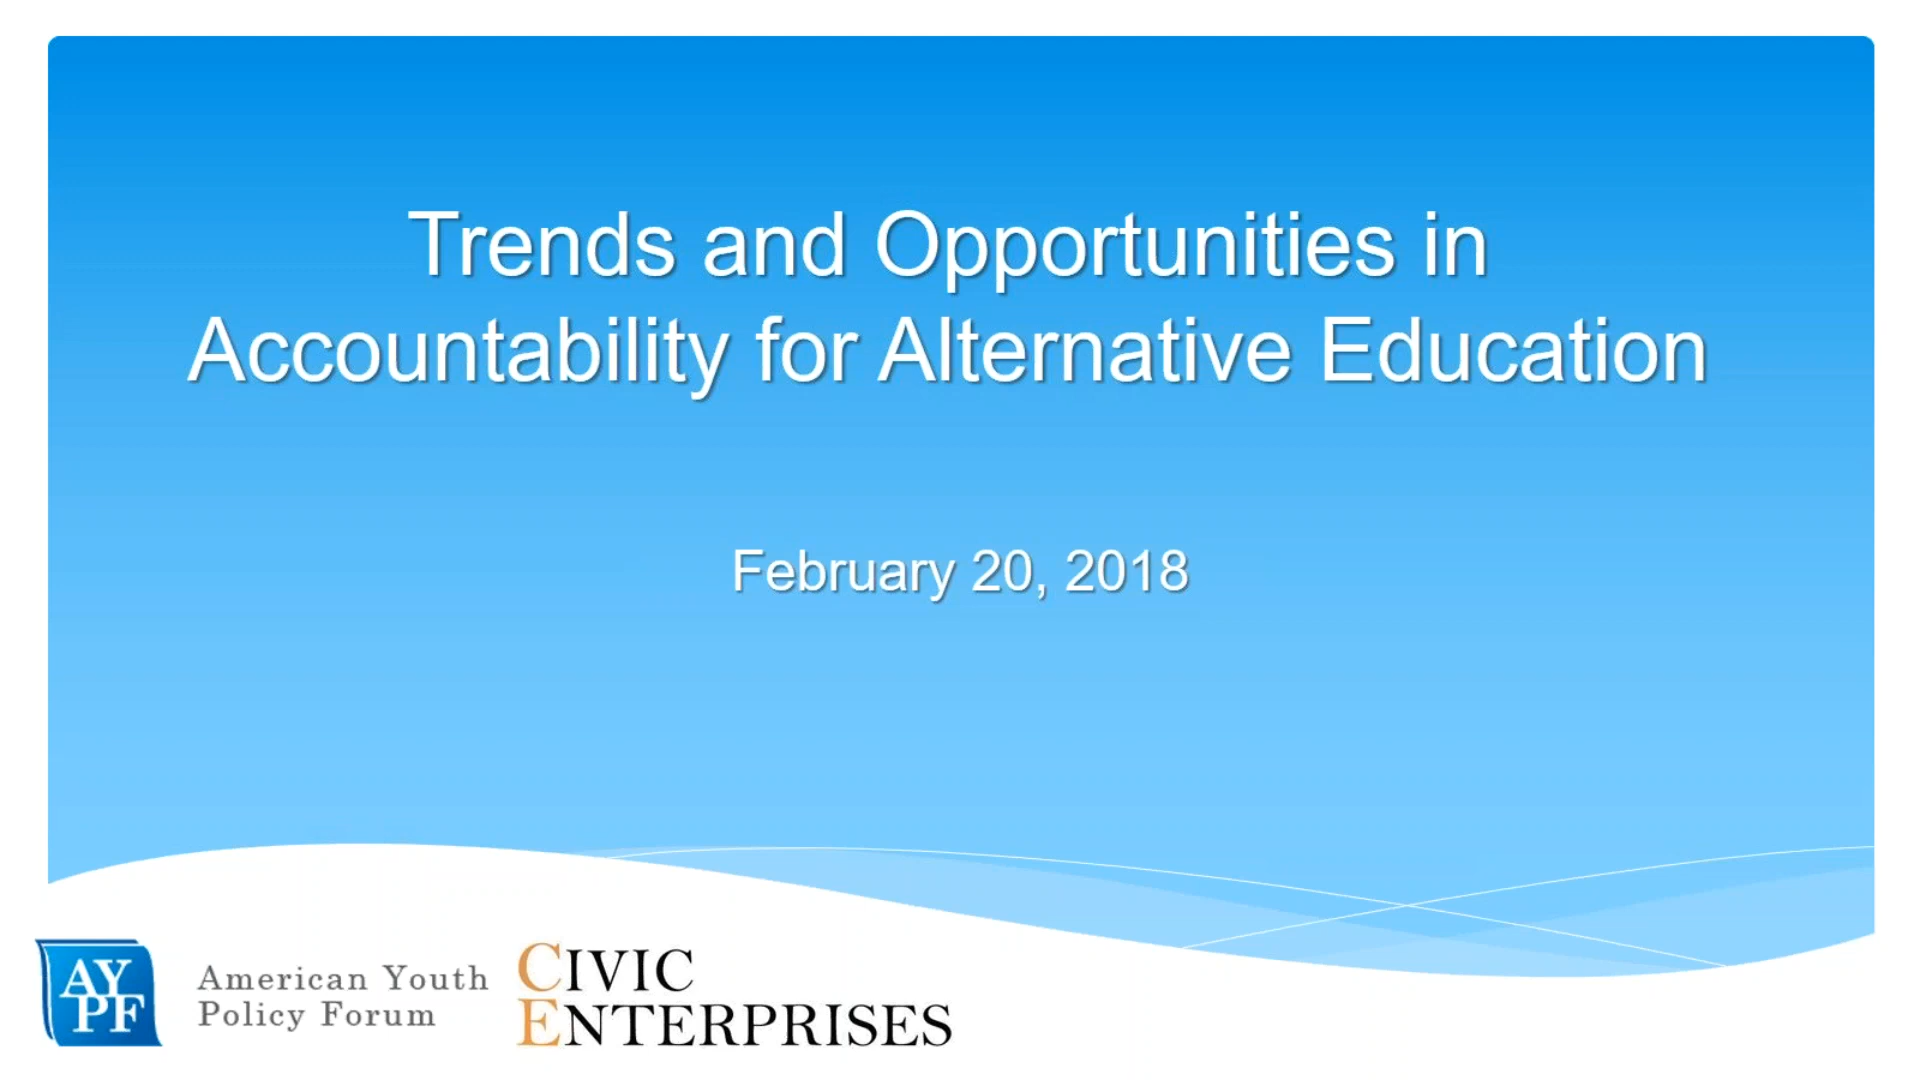 Trends and Opportunities in
Accountability for Alternative Education
February 20, 2018
AY
PF
American Youth
Policy Forum
CIVIC
ENTERPRISES